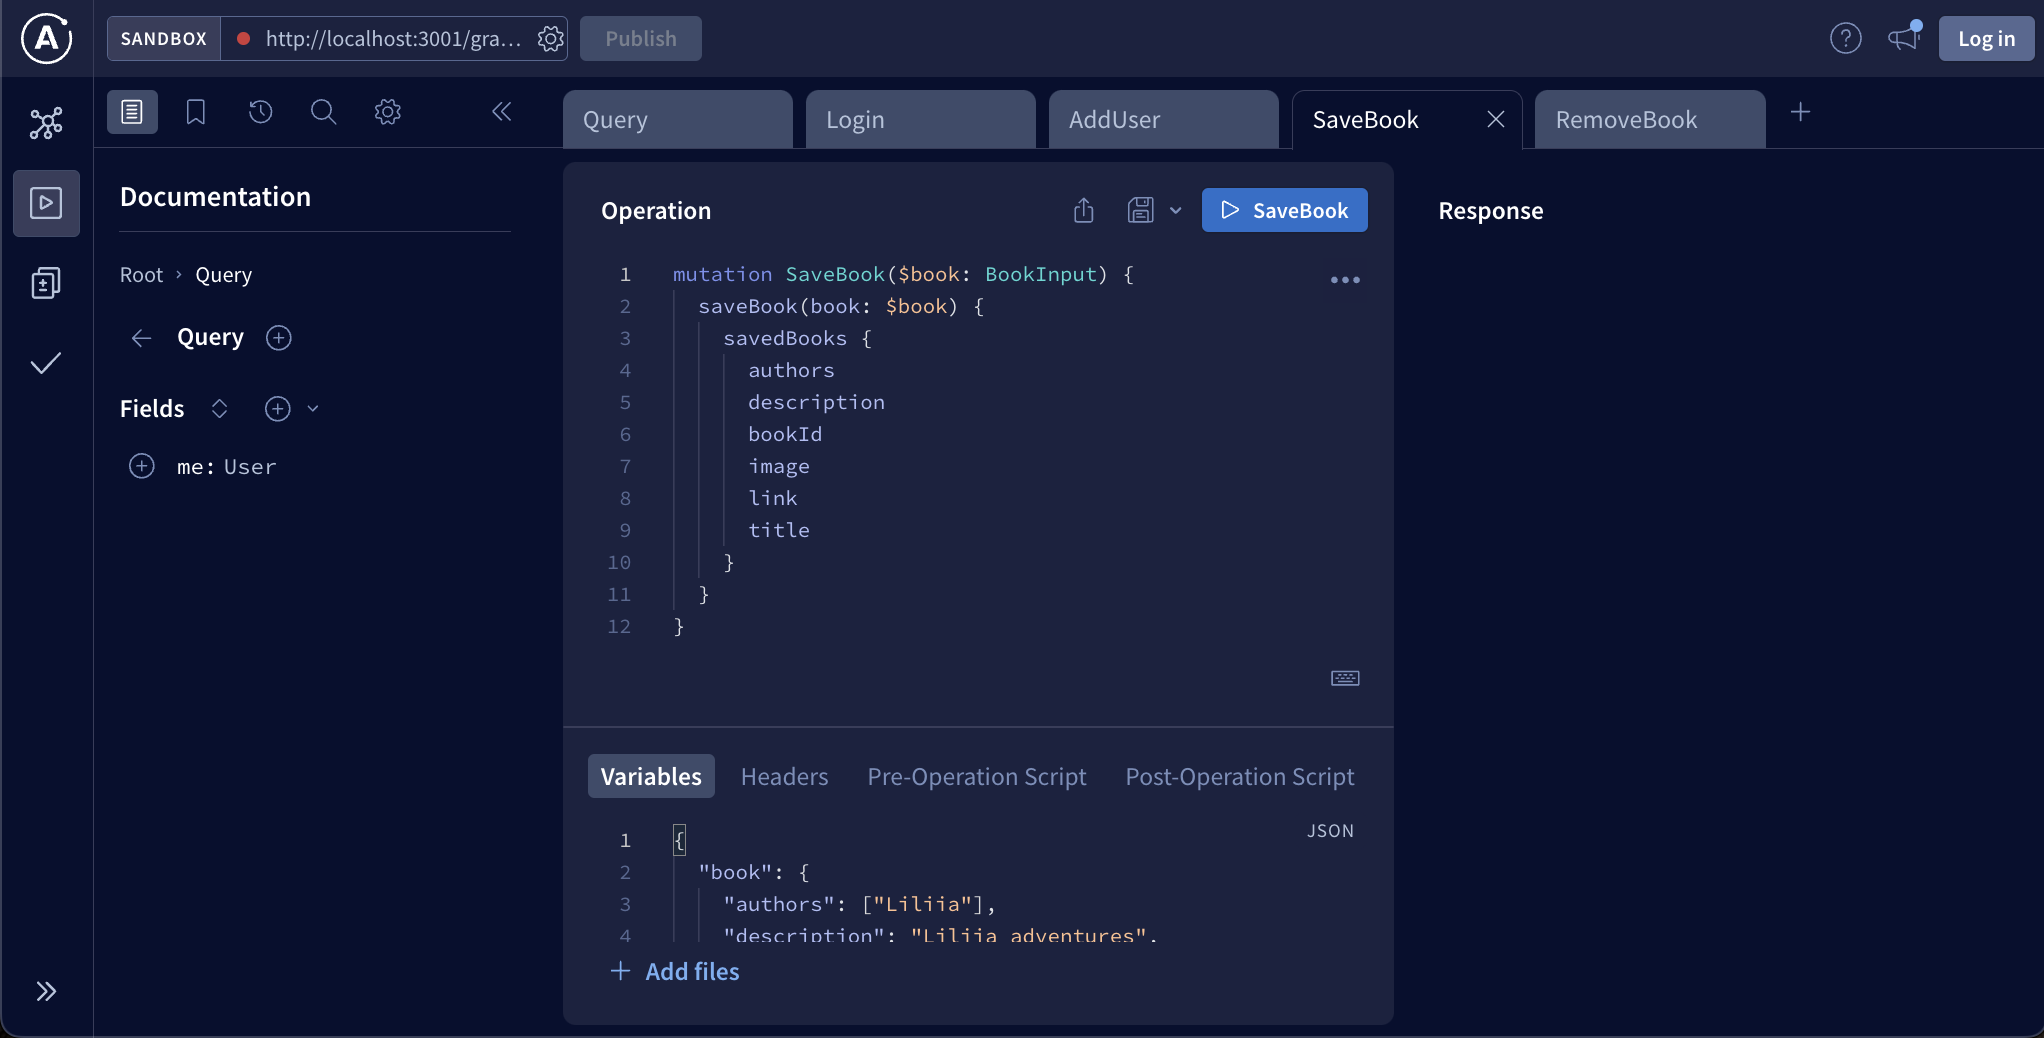 SANDBOX
http://localhost:3001/gra...
Publish
?
Log in
Query
Login
AddUser
SaveBook
RemoveBook
Documentation
Root › Query
Query
Fields
me: User
Operation
SaveBook
Response
1 mutation SaveBook($book: BookInput) {
2 saveBook(book: $book) {
3 savedBooks {
4 authors
5 description
6 bookId
7 image
8 link
9 title
10 }
11 }
12 }
Variables
Headers
Pre-Operation Script
Post-Operation Script
JSON
1 {
2 "book": {
3 "authors": ["Liliia"],
4 "description": "Liliia adventures",
+ Add files